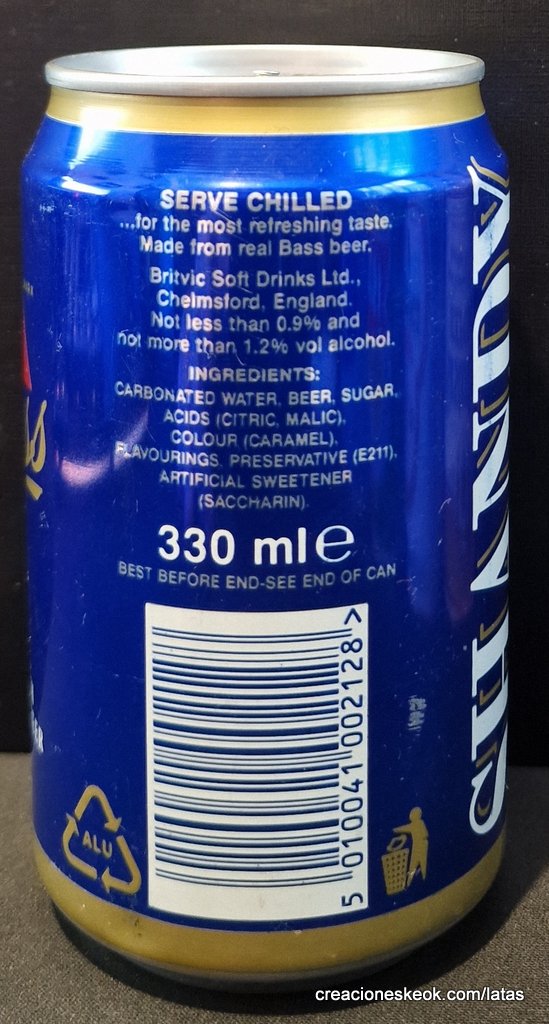 SERVE CHILLED
...for the most refreshing taste.
Made from real Bass beer.
Britvic Soft Drinks Ltd.,
Chelmsford, England.
Not less than 0.9% and
not more than 1.2% vol alcohol.
INGREDIENTS:
CARBONATED WATER, BEER, SUGAR,
ACIDS (CITRIC, MALIC),
COLOUR (CARAMEL),
FLAVOURINGS, PRESERVATIVE (E211),
ARTIFICIAL SWEETENER
(SACCHARIN).
330 ml e
BEST BEFORE END-SEE END OF CAN
5 010041 002128 >
ALU
SHANDY
creacioneskeok.com/latas